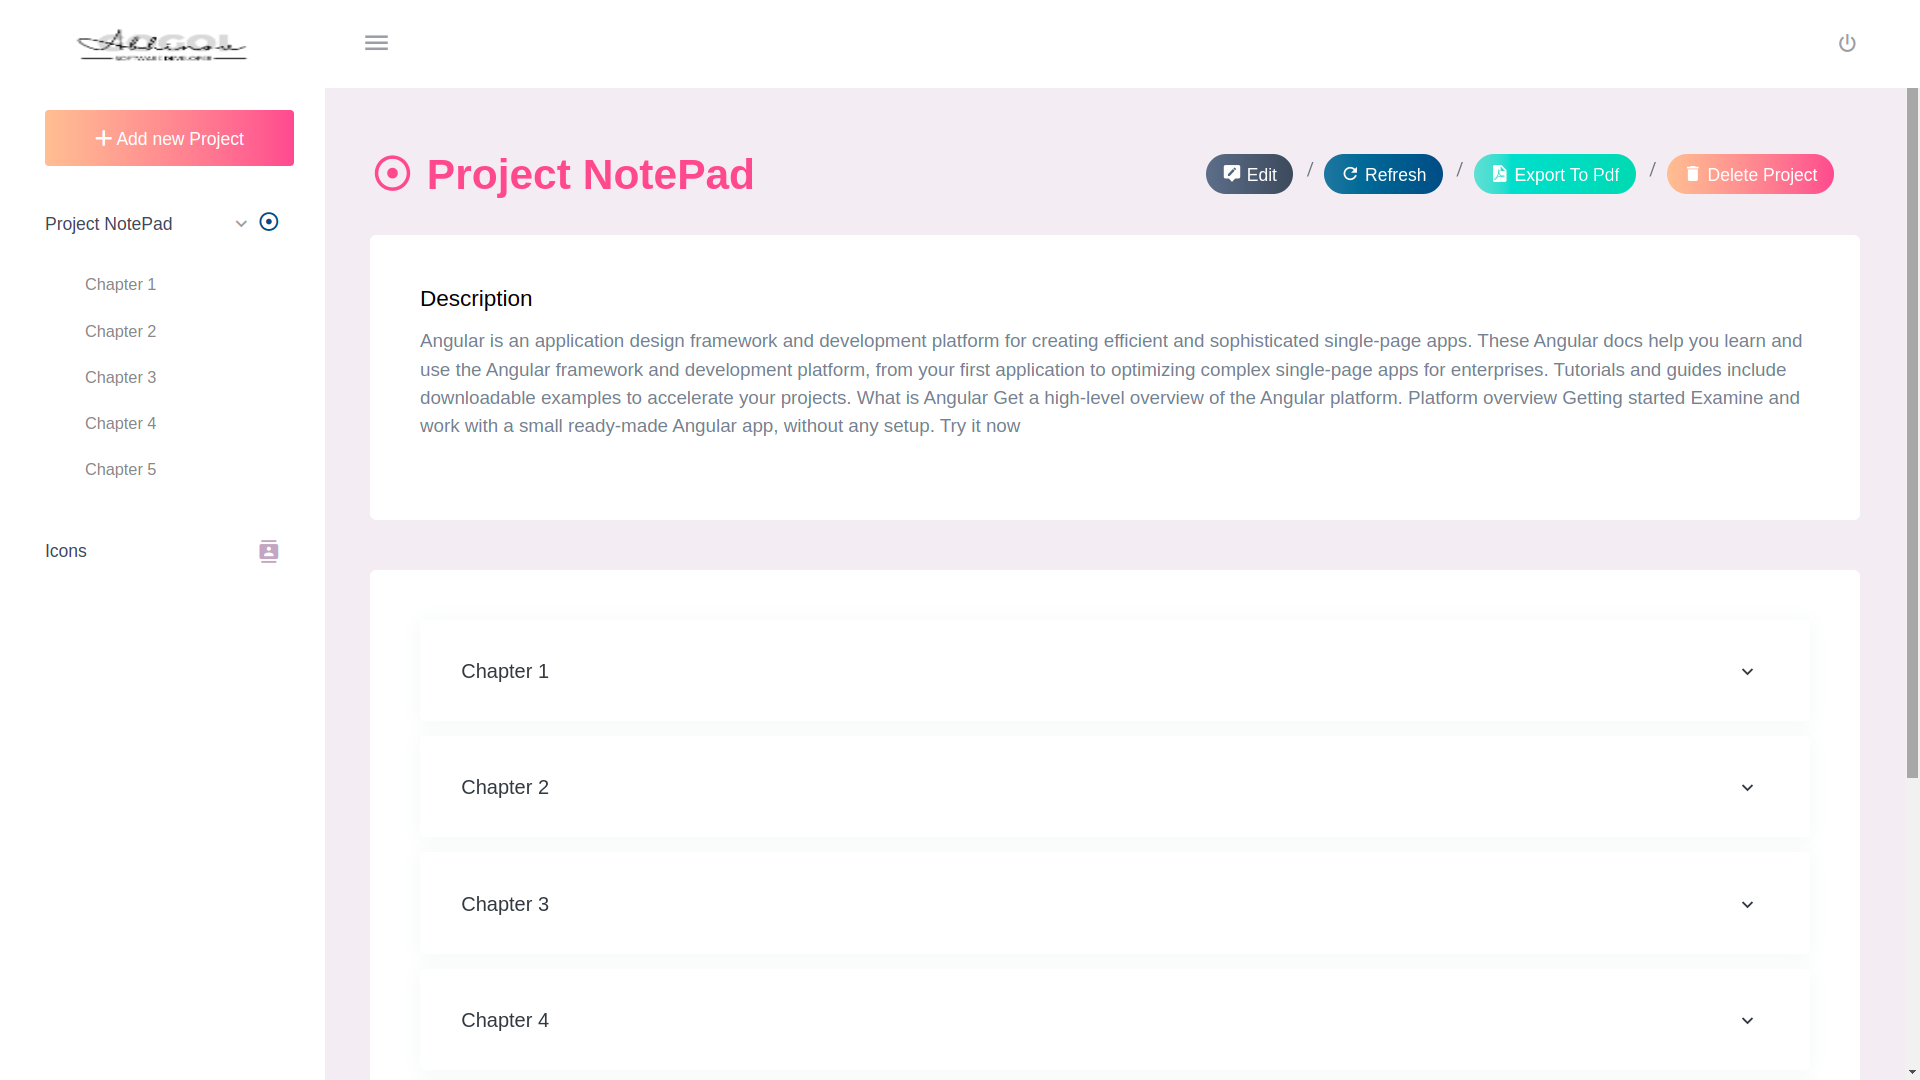 Abhinav
SOFTWARE DEVELOPER
Add new Project
Project NotePad
Chapter 1
Chapter 2
Chapter 3
Chapter 4
Chapter 5
Icons
Project NotePad
Edit / Refresh / Export To Pdf / Delete Project
Description
Angular is an application design framework and development platform for creating efficient and sophisticated single-page apps. These Angular docs help you learn and
use the Angular framework and development platform, from your first application to optimizing complex single-page apps for enterprises. Tutorials and guides include
downloadable examples to accelerate your projects. What is Angular Get a high-level overview of the Angular platform. Platform overview Getting started Examine and
work with a small ready-made Angular app, without any setup. Try it now
Chapter 1
Chapter 2
Chapter 3
Chapter 4